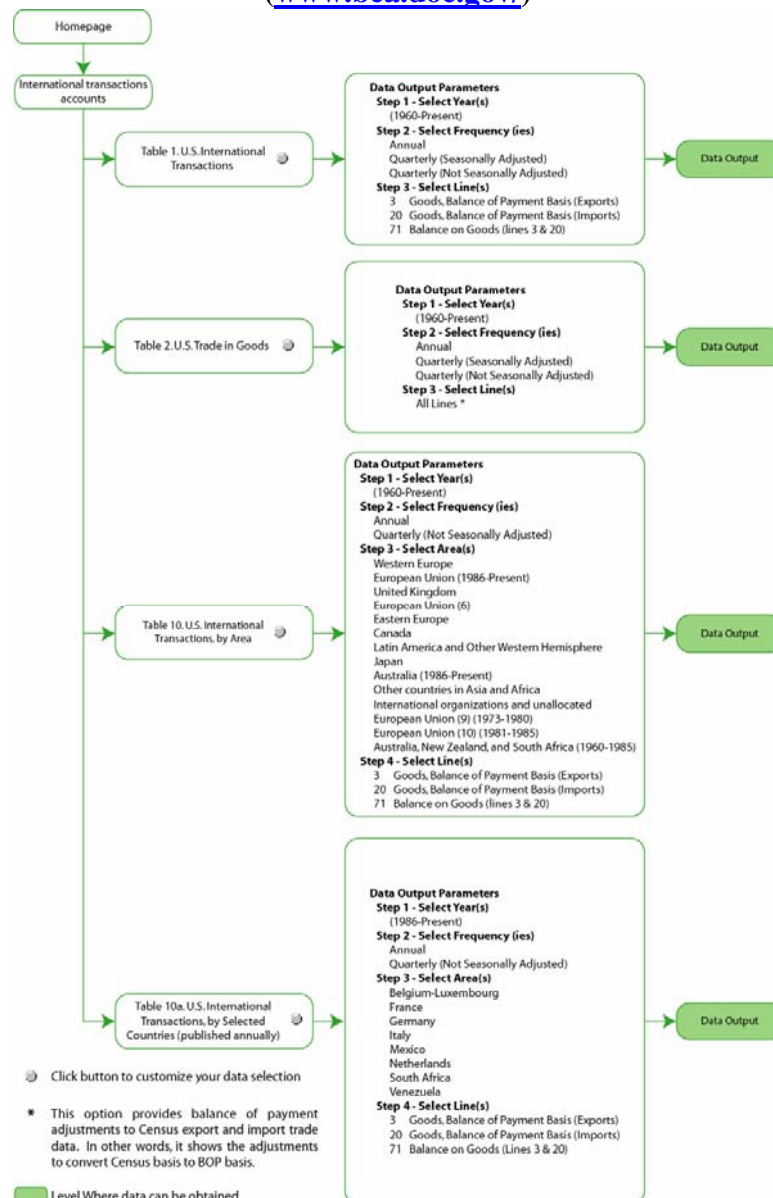 (www.bea.doc.gov/)
Homepage
International transactions
accounts
Table 1. U.S. International
Transactions
Data Output Parameters
Step 1 - Select Year(s)
(1960-Present)
Step 2 - Select Frequency (ies)
Annual
Quarterly (Seasonally Adjusted)
Quarterly (Not Seasonally Adjusted)
Step 3 - Select Line(s)
3 Goods, Balance of Payment Basis (Exports)
20 Goods, Balance of Payment Basis (Imports)
71 Balance on Goods (lines 3 & 20)
Data Output
Table 2. U.S. Trade in Goods
Data Output Parameters
Step 1 - Select Year(s)
(1960-Present)
Step 2 - Select Frequency (ies)
Annual
Quarterly (Seasonally Adjusted)
Quarterly (Not Seasonally Adjusted)
Step 3 - Select Line(s)
All Lines *
Data Output
Table 10. U.S. International
Transactions, by Area
Data Output Parameters
Step 1 - Select Year(s)
(1960-Present)
Step 2 - Select Frequency (ies)
Annual
Quarterly (Not Seasonally Adjusted)
Step 3 - Select Area(s)
Western Europe
European Union (1986-Present)
United Kingdom
European Union (6)
Eastern Europe
Canada
Latin America and Other Western Hemisphere
Japan
Australia (1986-Present)
Other countries in Asia and Africa
International organizations and unallocated
European Union (9) (1973-1980)
European Union (10) (1981-1985)
Australia, New Zealand, and South Africa (1960-1985)
Step 4 - Select Line(s)
3 Goods, Balance of Payment Basis (Exports)
20 Goods, Balance of Payment Basis (Imports)
71 Balance on Goods (lines 3 & 20)
Data Output
Table 10a. U.S. International
Transactions, by Selected
Countries (published annually)
Data Output Parameters
Step 1 - Select Year(s)
(1986-Present)
Step 2 - Select Frequency (ies)
Annual
Quarterly (Not Seasonally Adjusted)
Step 3 - Select Area(s)
Belgium-Luxembourg
France
Germany
Italy
Mexico
Netherlands
South Africa
Venezuela
Step 4 - Select Line(s)
3 Goods, Balance of Payment Basis (Exports)
20 Goods, Balance of Payment Basis (Imports)
71 Balance on Goods (Lines 3 & 20)
Data Output
Click button to customize your data selection
* This option provides balance of payment
adjustments to Census export and import trade
data. In other words, it shows the adjustments
to convert Census basis to BOP basis.
Level Where data can be obtained